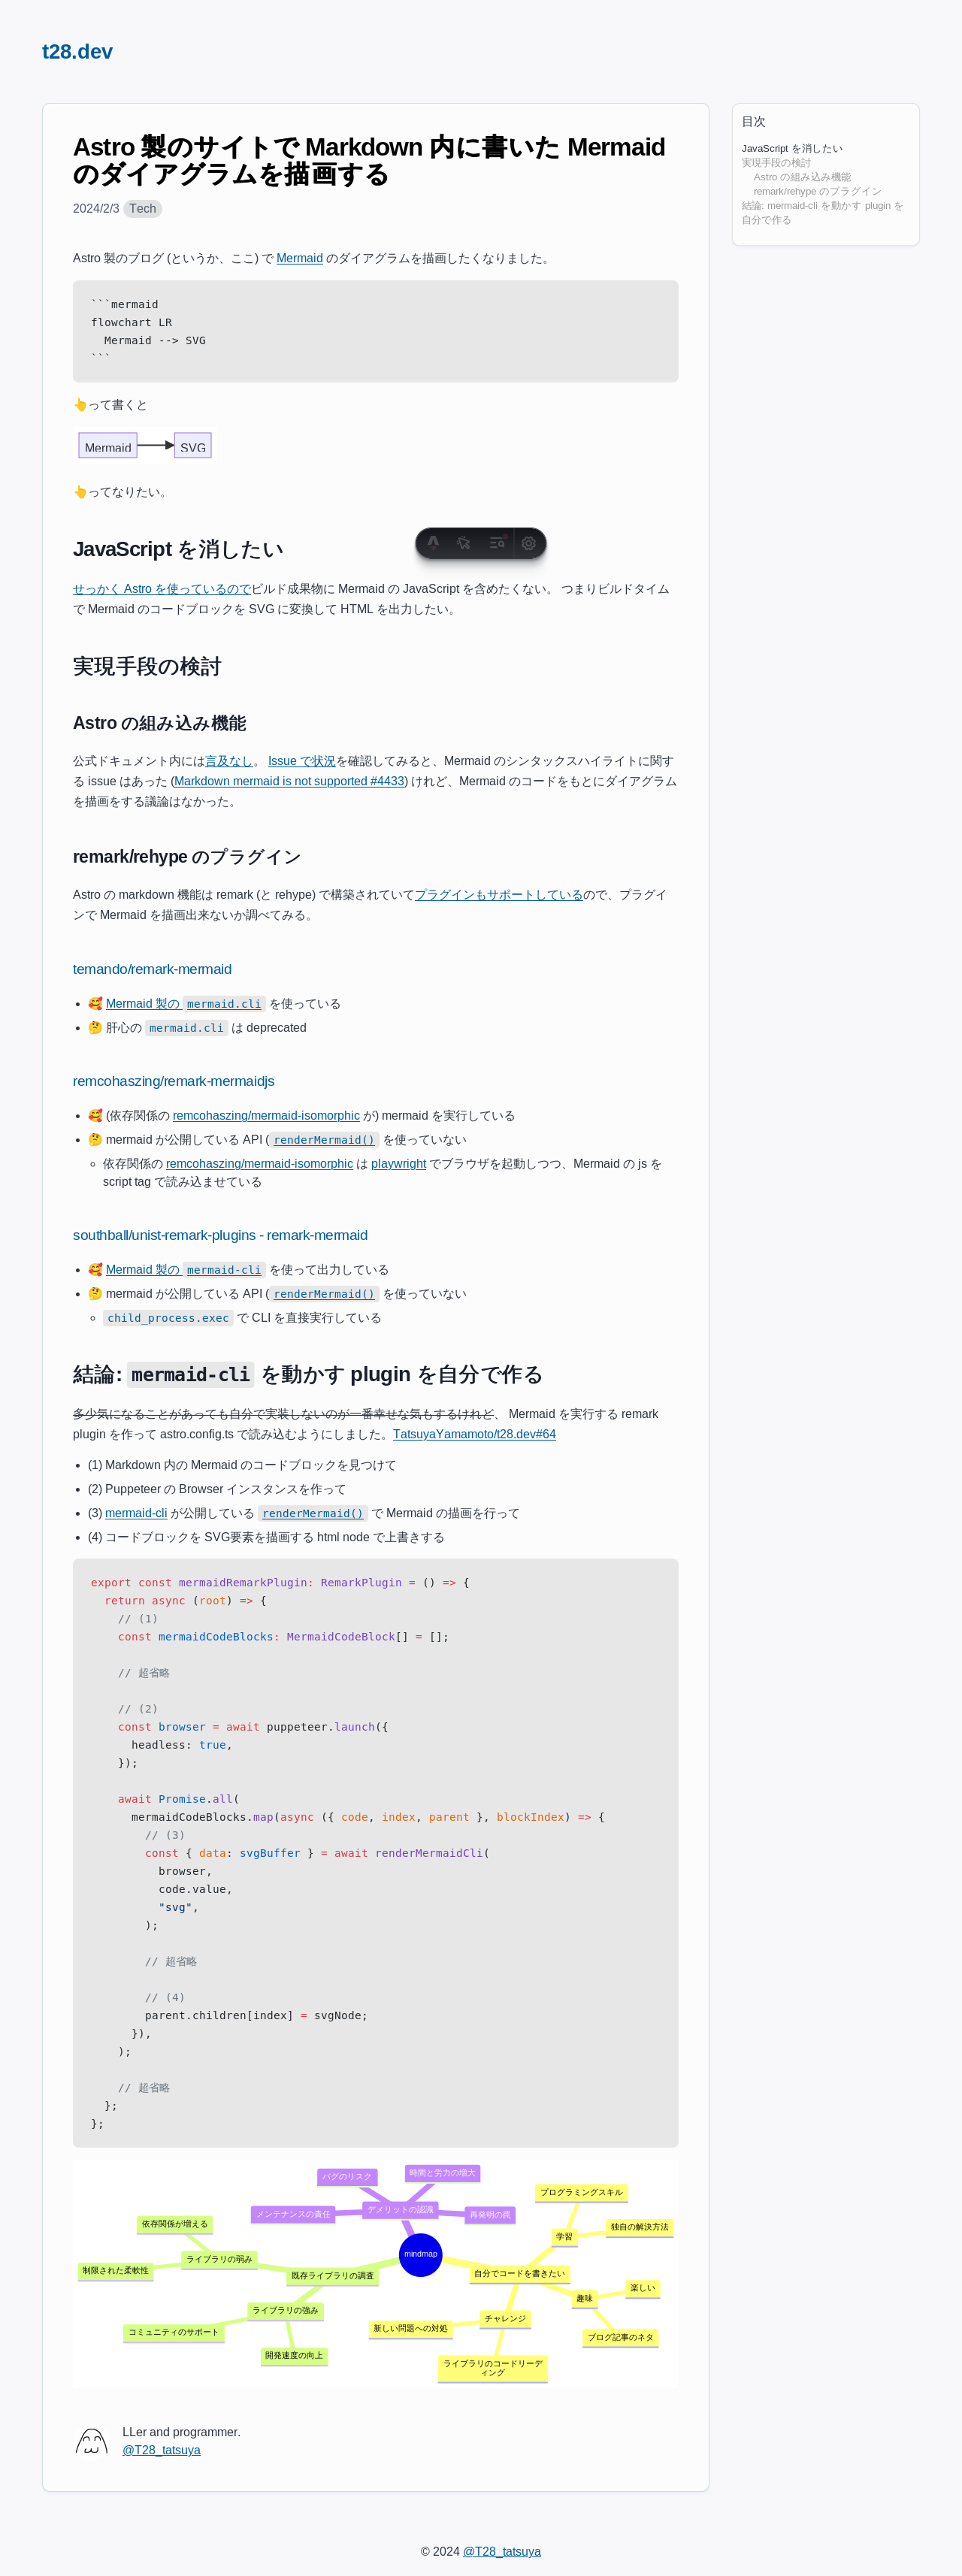 t28.dev
Astro 製のサイトで Markdown 内に書いた Mermaid
のダイアグラムを描画する
2024/2/3 Tech
目次
JavaScript を消したい
実現手段の検討
Astro の組み込み機能
remark/rehype のプラグイン
結論: mermaid-cli を動かす plugin を
自分で作る
Astro 製のブログ (というか、ここ) で Mermaid のダイアグラムを描画したくなりました。
```mermaid
flowchart LR
  Mermaid --> SVG
```
👆って書くと
Mermaid SVG
👆ってなりたい。
JavaScript を消したい
せっかく Astro を使っているのでビルド成果物に Mermaid の JavaScript を含めたくない。 つまりビルドタイム
で Mermaid のコードブロックを SVG に変換して HTML を出力したい。
実現手段の検討
Astro の組み込み機能
公式ドキュメント内には言及なし。 Issue で状況を確認してみると、Mermaid のシンタックスハイライトに関す
る issue はあった (Markdown mermaid is not supported #4433) けれど、Mermaid のコードをもとにダイアグラム
を描画をする議論はなかった。
remark/rehype のプラグイン
Astro の markdown 機能は remark (と rehype) で構築されていてプラグインもサポートしているので、プラグイ
ンで Mermaid を描画出来ないか調べてみる。
temando/remark-mermaid
• 🥰 Mermaid 製の mermaid.cli を使っている
• 🤔 肝心の mermaid.cli は deprecated
remcohaszing/remark-mermaidjs
• 🥰 (依存関係の remcohaszing/mermaid-isomorphic が) mermaid を実行している
• 🤔 mermaid が公開している API (renderMermaid() を使っていない
◦ 依存関係の remcohaszing/mermaid-isomorphic は playwright でブラウザを起動しつつ、Mermaid の js を
script tag で読み込ませている
southball/unist-remark-plugins - remark-mermaid
• 🥰 Mermaid 製の mermaid-cli を使って出力している
• 🤔 mermaid が公開している API (renderMermaid() を使っていない
◦ child_process.exec で CLI を直接実行している
結論: mermaid-cli を動かす plugin を自分で作る
多少気になることがあっても自分で実装しないのが一番幸せな気もするけれど、 Mermaid を実行する remark
plugin を作って astro.config.ts で読み込むようにしました。TatsuyaYamamoto/t28.dev#64
• (1) Markdown 内の Mermaid のコードブロックを見つけて
• (2) Puppeteer の Browser インスタンスを作って
• (3) mermaid-cli が公開している renderMermaid() で Mermaid の描画を行って
• (4) コードブロックを SVG要素を描画する html node で上書きする
export const mermaidRemarkPlugin: RemarkPlugin = () => {
  return async (root) => {
    // (1)
    const mermaidCodeBlocks: MermaidCodeBlock[] = [];
    // 超省略
    // (2)
    const browser = await puppeteer.launch({
      headless: true,
    });
    await Promise.all(
      mermaidCodeBlocks.map(async ({ code, index, parent }, blockIndex) => {
        // (3)
        const { data: svgBuffer } = await renderMermaidCli(
          browser,
          code.value,
          "svg",
        );
        // 超省略
        // (4)
        parent.children[index] = svgNode;
      }),
    );
    // 超省略
  };
};
バグのリスク
時間と労力の増大
メンテナンスの責任
デメリットの認識
再発明の罠
プログラミングスキル
依存関係が増える
独自の解決方法
学習
mindmap
ライブラリの弱み
制限された柔軟性
既存ライブラリの調査
自分でコードを書きたい
楽しい
趣味
ライブラリの強み
チャレンジ
新しい問題への対処
コミュニティのサポート
ブログ記事のネタ
開発速度の向上
ライブラリのコードリーデ
ィング
LLer and programmer.
@T28_tatsuya
© 2024 @T28_tatsuya